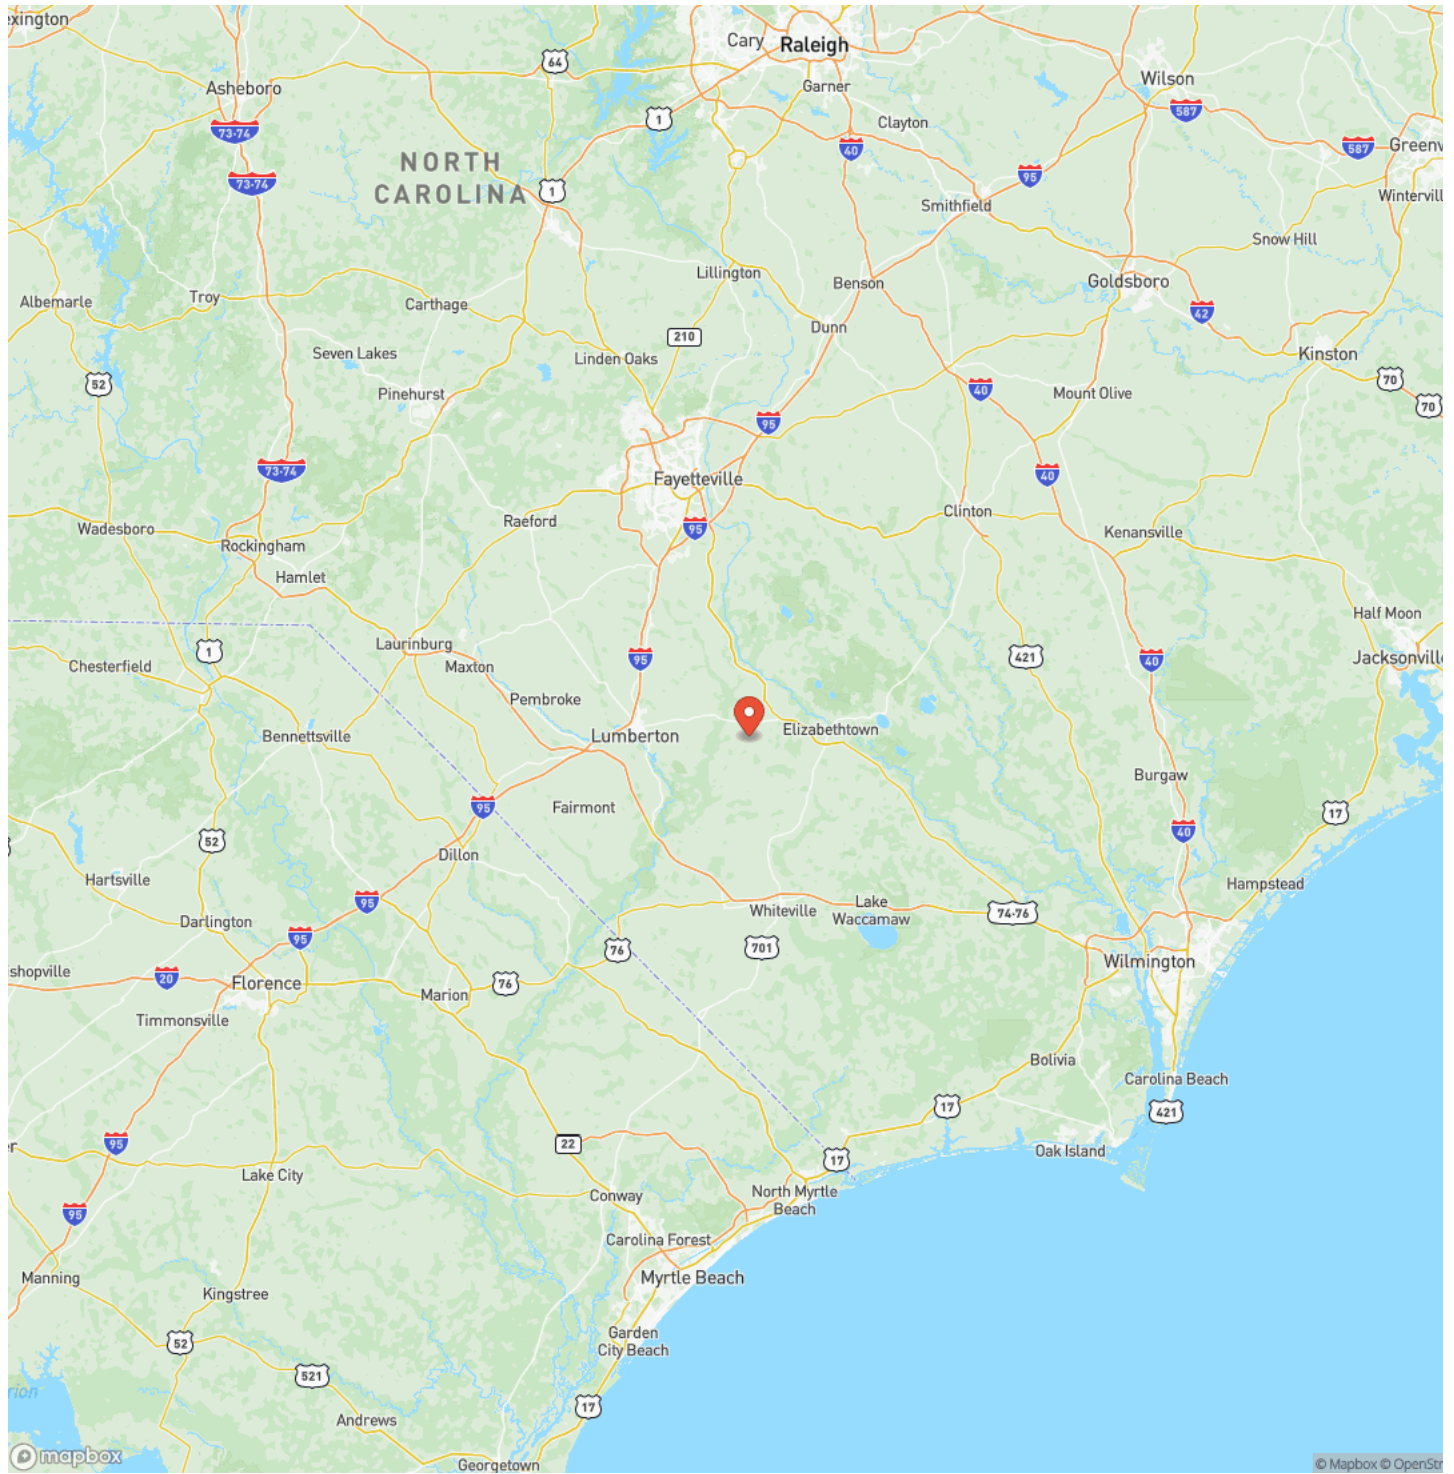 exington
Cary
Raleigh
64
Garner
Wilson
Asheboro
587
73-74
1
Clayton
40
587
Greenv
NORTH
CAROLINA
73-74
1
95
Wintervill
Smithfield
Snow Hill
Lillington
Benson
Goldsboro
Albemarle
Troy
Carthage
42
Dunn
210
Seven Lakes
Linden Oaks
Kinston
52
Pinehurst
40
Mount Olive
70
70
95
73-74
Fayetteville
40
Raeford
Clinton
Wadesboro
95
Kenansville
Rockingham
Hamlet
Half Moon
Laurinburg
1
Chesterfield
Maxton
95
421
40
Jacksonville
Pembroke
Bennettsville
Lumberton
Elizabethtown
Burgaw
95
Fairmont
17
52
40
Dillon
Hartsville
Hampstead
95
Darlington
Whiteville
Lake
Waccamaw
74-76
95
76
701
shopville
20
Florence
76
Marion
Wilmington
Timmonsville
Bolivia
Carolina Beach
17
421
95
er
22
Oak Island
17
Lake City
Conway
North Myrtle
Beach
95
Carolina Forest
Manning
Myrtle Beach
Kingstree
52
Garden
City Beach
521
rion
17
Andrews
mapbox
Georgetown
© Mapbox © OpenStr